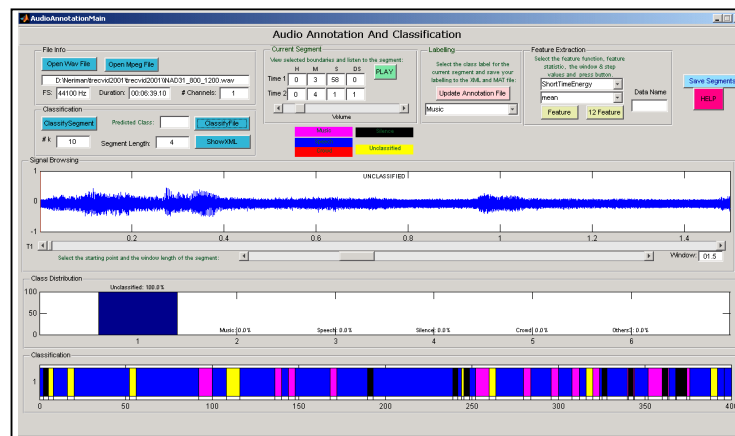 AudioAnnotationMain
Audio Annotation And Classification
File Info
Open Wav File
Open Mpeg File
D:\Neriman\trecvid2001\trecvid2001\NAD31_800_1200.wav
FS: 44100 Hz Duration: 00:06:39.10 # Channels: 1
Classification
ClassifySegment Predicted Class: ClassifyFile
# k 10 Segment Length: 4 ShowXML
Current Segment
View selected boundaries and listen to the segment:
H M S DS
Time 1 0 3 58 0
PLAY
Time 2 0 4 1 1
Volume
Music
Silence
Speech
Unclassified
Labelling
Select the class label for the
current segment and save your
labelling to the XML and MAT file:
Update Annotation File
Music
Feature Extraction
Select the feature function, feature
statistic, the window & step
values and press button.
ShortTimeEnergy
mean
Data Name
Feature
12 Feature
Save Segments
HELP
Signal Browsing
UNCLASSIFIED
1
0
-1
0.2 0.4 0.6 0.8 1 1.2 1.4
T1
Select the starting point and the window length of the segment:
Window: 01.5
Class Distribution
Unclassified: 100.0%
100
50
0
Music: 0.0% Speech: 0.0% Silence: 0.0% Crowd: 0.0% Others2: 0.0%
1 2 3 4 5 6
Classification
1
0 50 100 150 200 250 300 350 400